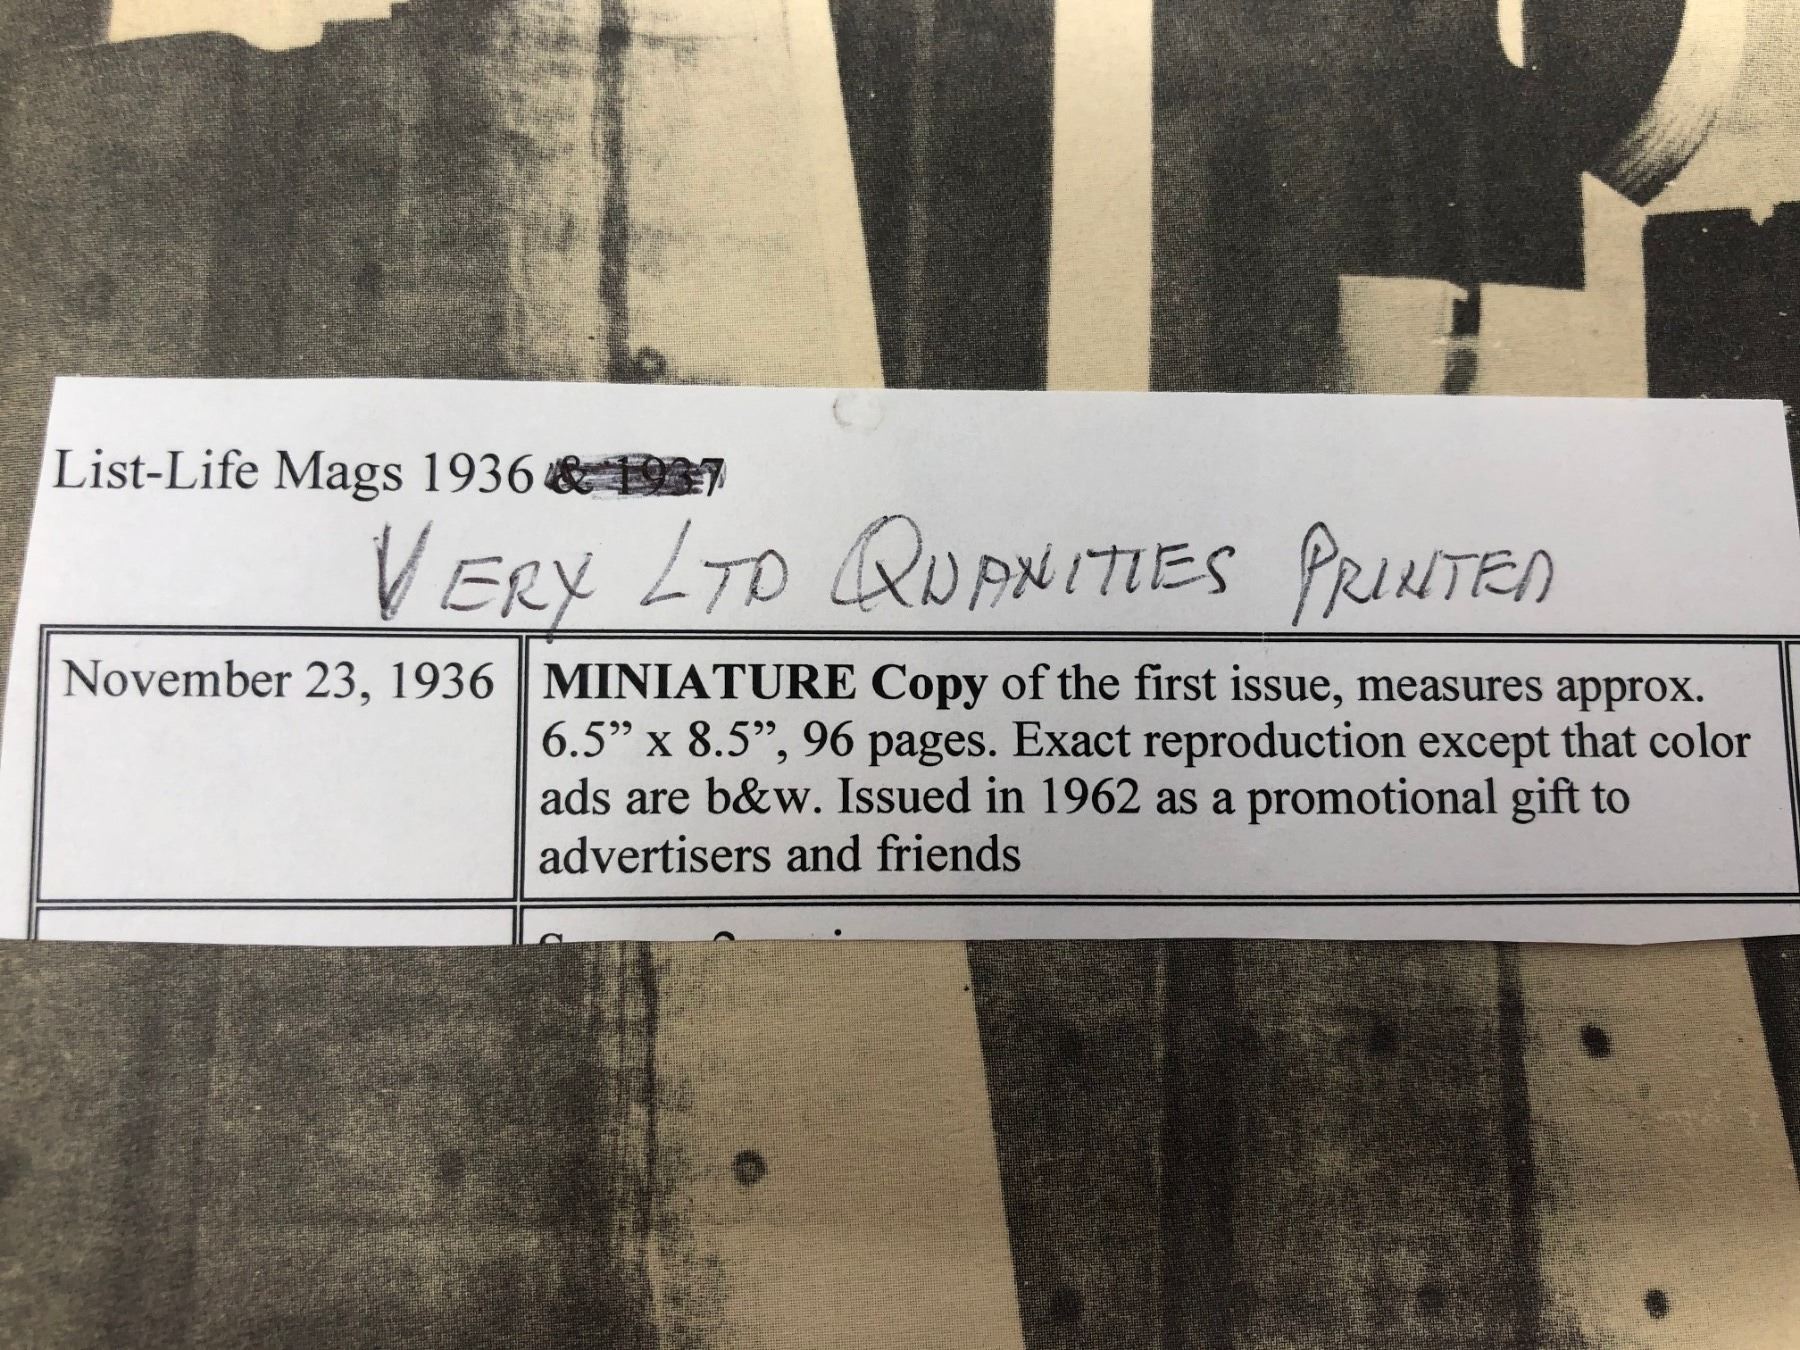 List-Life Mags 1936 & 1937
VERY LTD QUANITIES PRINTED
November 23, 1936
MINIATURE Copy of the first issue, measures approx.
6.5” x 8.5”, 96 pages. Exact reproduction except that color
ads are b&w. Issued in 1962 as a promotional gift to
advertisers and friends